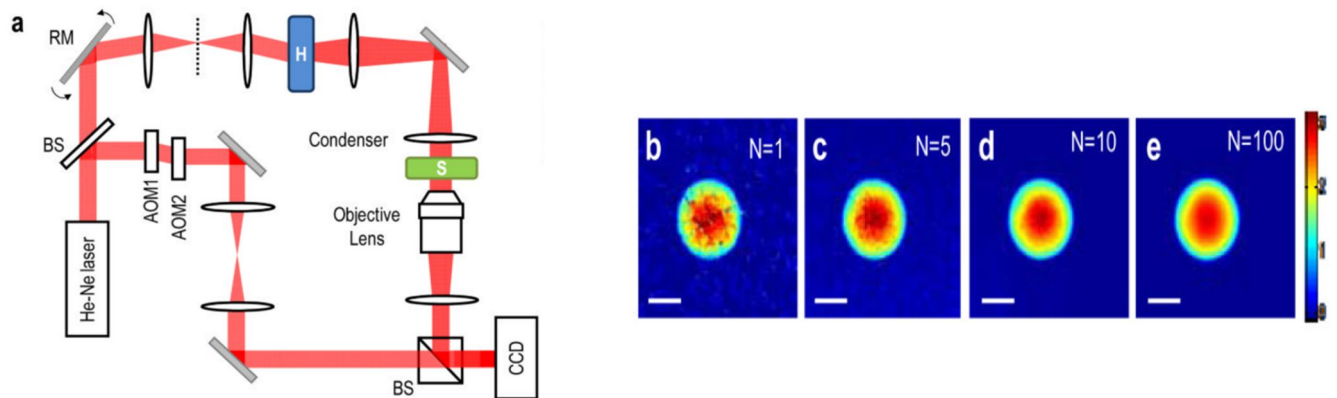 a
RM
H
BS
Condenser
S
AOM1
AOM2
Objective
Lens
He-Ne laser
BS
CCD
b
N=1
c
N=5
d
N=10
e
N=100